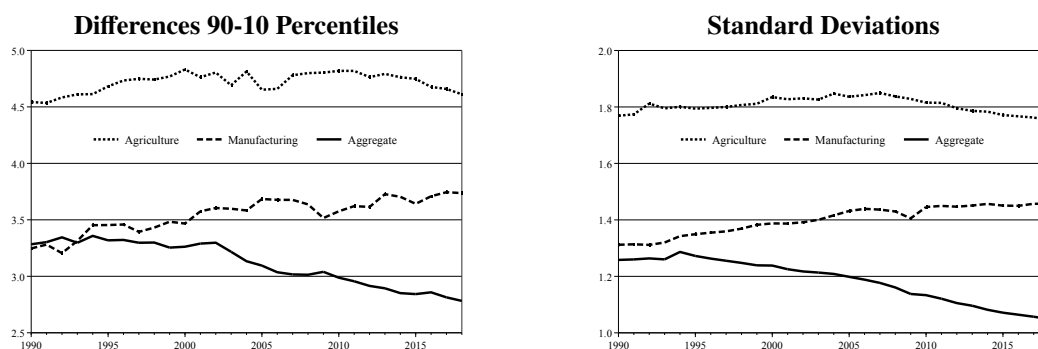 Differences 90-10 Percentiles
5.0
4.5
Agriculture Manufacturing Aggregate
4.0
3.5
3.0
2.5
1990 1995 2000 2005 2010 2015
Standard Deviations
2.0
1.8
Agriculture Manufacturing Aggregate
1.6
1.4
1.2
1.0
1990 1995 2000 2005 2010 2015